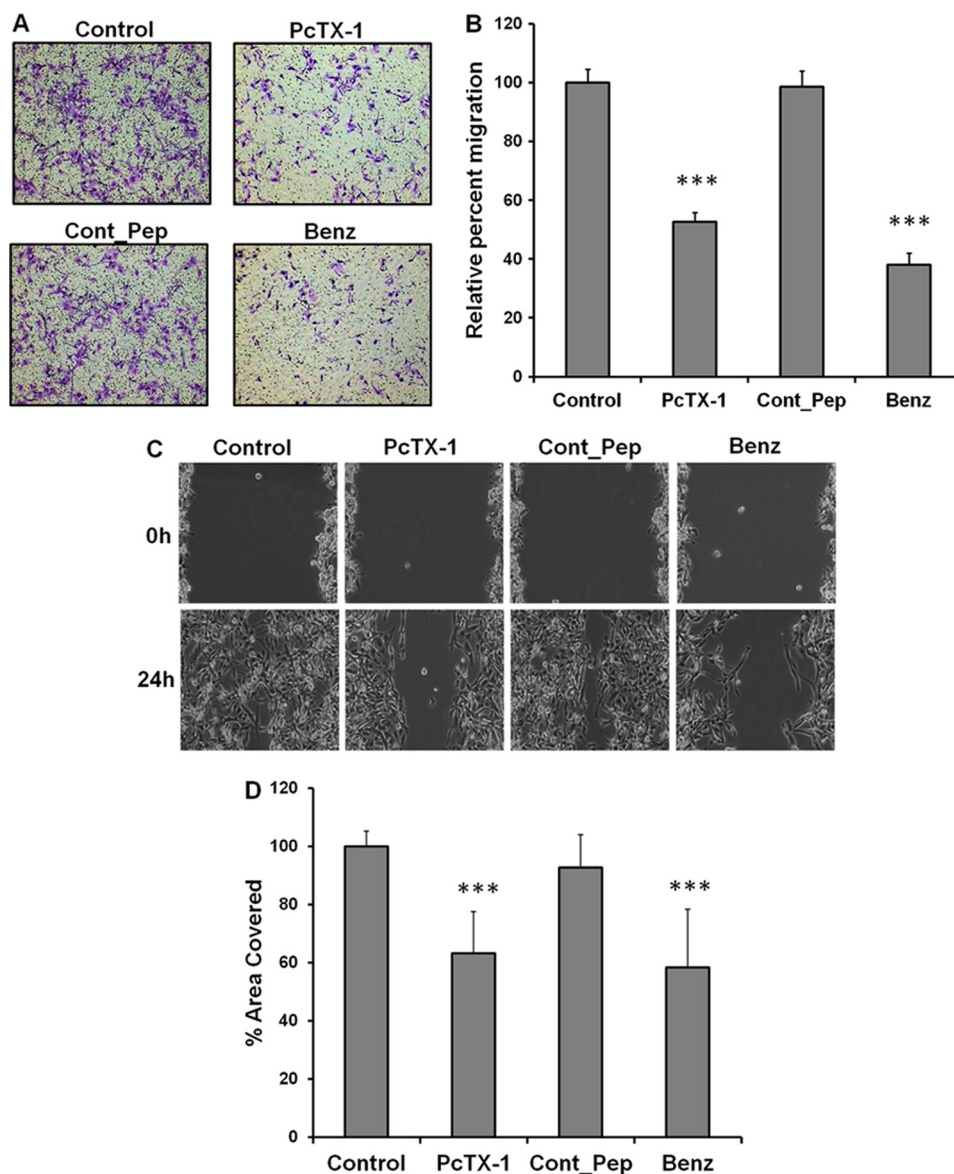 A
Control
PcTX-1
Cont_Pep
Benz
B
Relative percent migration
120
100
80
60
40
20
0
***
***
Control
PcTX-1
Cont_Pep
Benz
C
Control
PcTX-1
Cont_Pep
Benz
0h
24h
D
% Area Covered
120
100
80
60
40
20
0
***
***
Control
PcTX-1
Cont_Pep
Benz